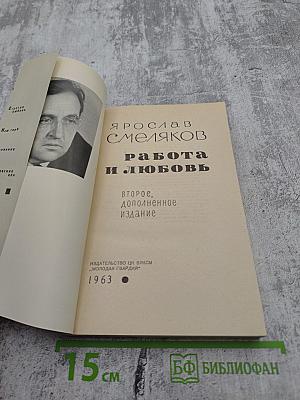 ЯРОСЛАВ
СМЕЛЯКОВ
РАБОТА
И ЛЮБОВЬ
ВТОРОЕ,
ДОПОЛНЕННОЕ
ИЗДАНИЕ
ИЗДАТЕЛЬСТВО ЦК ВЛКСМ
„МОЛОДАЯ ГВАРДИЯ“
1963
15 см
БФ БИБЛИОФАН